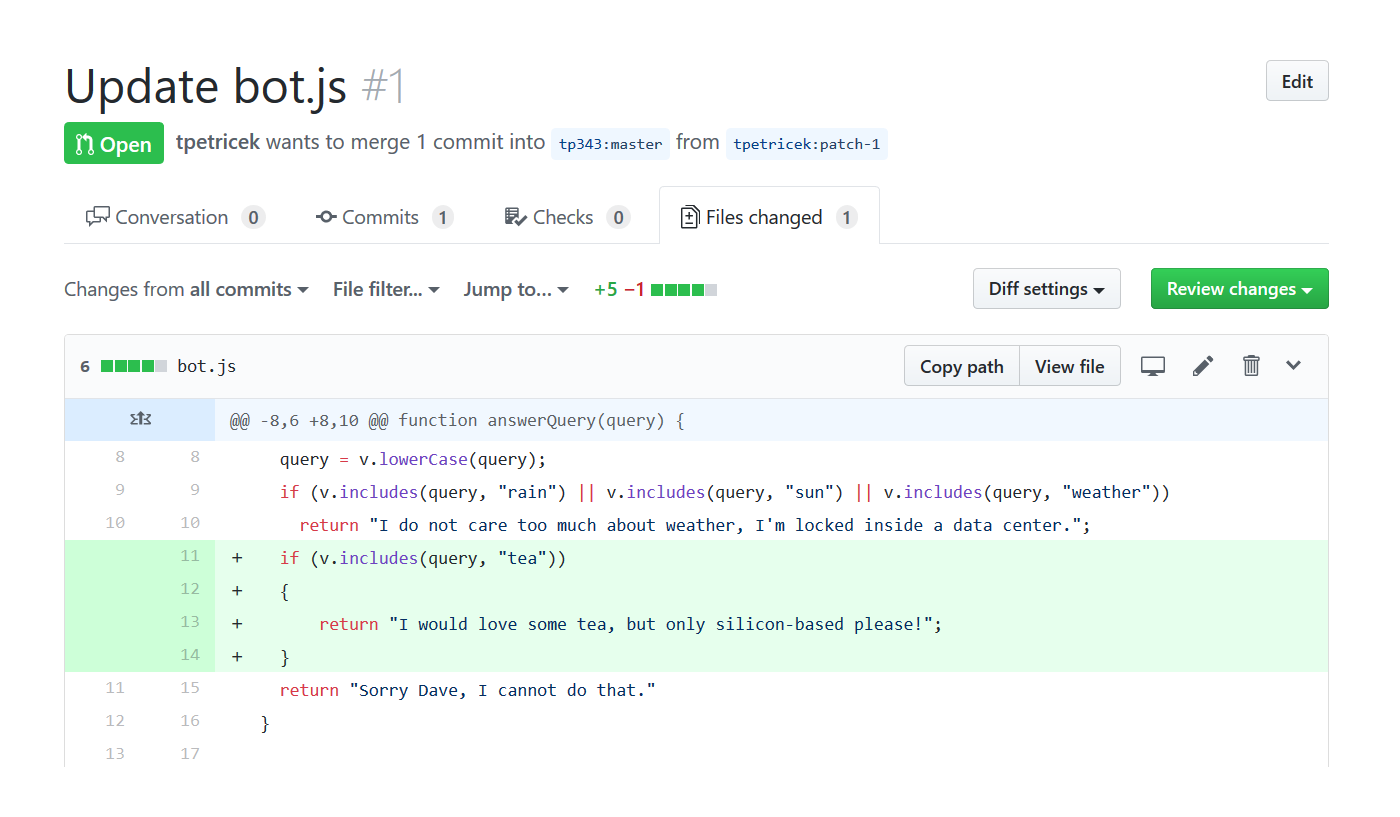 Update bot.js #1
Edit
Open tpetricek wants to merge 1 commit into tp343:master from tpetricek:patch-1
Conversation 0 Commits 1 Checks 0 Files changed 1
Changes from all commits File filter... Jump to... +5 −1 Diff settings Review changes
6 bot.js Copy path View file
@@ -8,6 +8,10 @@ function answerQuery(query) {
8 8 query = v.lowerCase(query);
9 9 if (v.includes(query, "rain") || v.includes(query, "sun") || v.includes(query, "weather"))
10 10 return "I do not care too much about weather, I'm locked inside a data center.";
11 + if (v.includes(query, "tea"))
12 + {
13 + return "I would love some tea, but only silicon-based please!";
14 + }
11 15 return "Sorry Dave, I cannot do that."
12 16 }
13 17